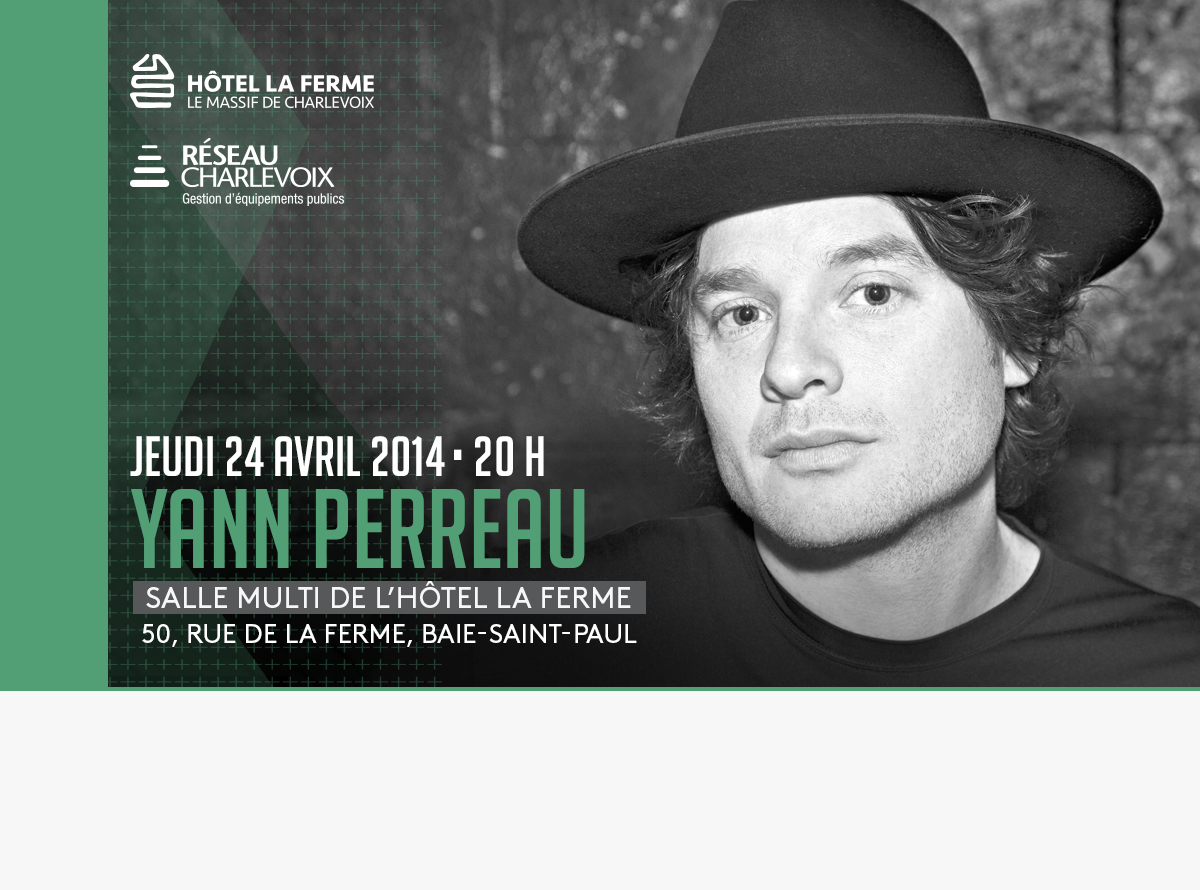 HÔTEL LA FERME
LE MASSIF DE CHARLEVOIX
RÉSEAU
CHARLEVOIX
Gestion d'équipements publics
JEUDI 24 AVRIL 2014 · 20 H
YANN PERREAU
SALLE MULTI DE L'HÔTEL LA FERME
50, RUE DE LA FERME, BAIE-SAINT-PAUL